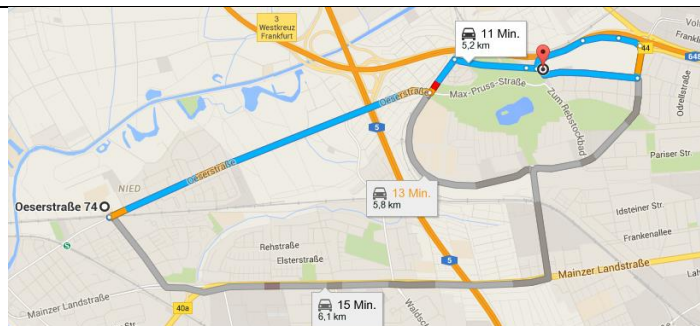 3
Westkreuz
Frankfurt
11 Min.
5,2 km
44
648
Oeserstraße
Max-Pruss-Straße
Zum Rebstockbad
Odrellstraße
5
Pariser Str.
Oeserstraße
NIED
Oeserstraße 74
13 Min.
5,8 km
Idsteiner Str.
Rehstraße
Frankenallee
Elsterstraße
5
Mainzer Landstraße
Mainzer Landstraße
40a
15 Min.
6,1 km
Waldsch